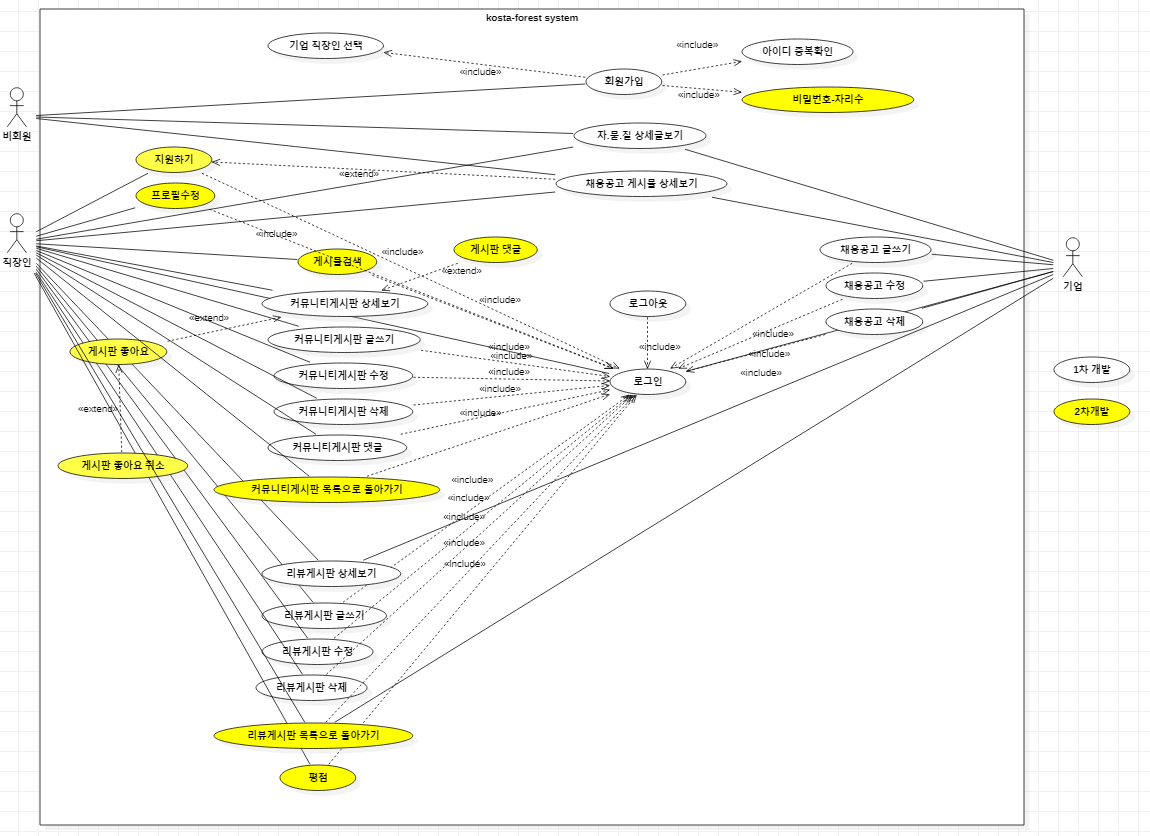 kosta-forest system
기업 직장인 선택
«include»
아이디 중복확인
«include»
회원가입
«include»
비밀번호-자리수
비회원
자.묻.질 상세글보기
지원하기
«extend»
채용공고 게시물 상세보기
프로필수정
직장인
«include»
게시물검색
«include»
게시판 댓글
«extend»
채용공고 글쓰기
기업
채용공고 수정
커뮤니티게시판 상세보기
«include»
로그아웃
«extend»
채용공고 삭제
«include»
커뮤니티게시판 글쓰기
게시판 좋아요
«include»
«include»
«include»
«include»
커뮤니티게시판 수정
«include»
로그인
«include»
1차 개발
«include»
«extend»
커뮤니티게시판 삭제
«include»
2차개발
커뮤니티게시판 댓글
게시판 좋아요 취소
«include»
커뮤니티게시판 목록으로 돌아가기
«include»
«include»
«include»
«include»
리뷰게시판 상세보기
리뷰게시판 글쓰기
리뷰게시판 수정
리뷰게시판 삭제
리뷰게시판 목록으로 돌아가기
평점